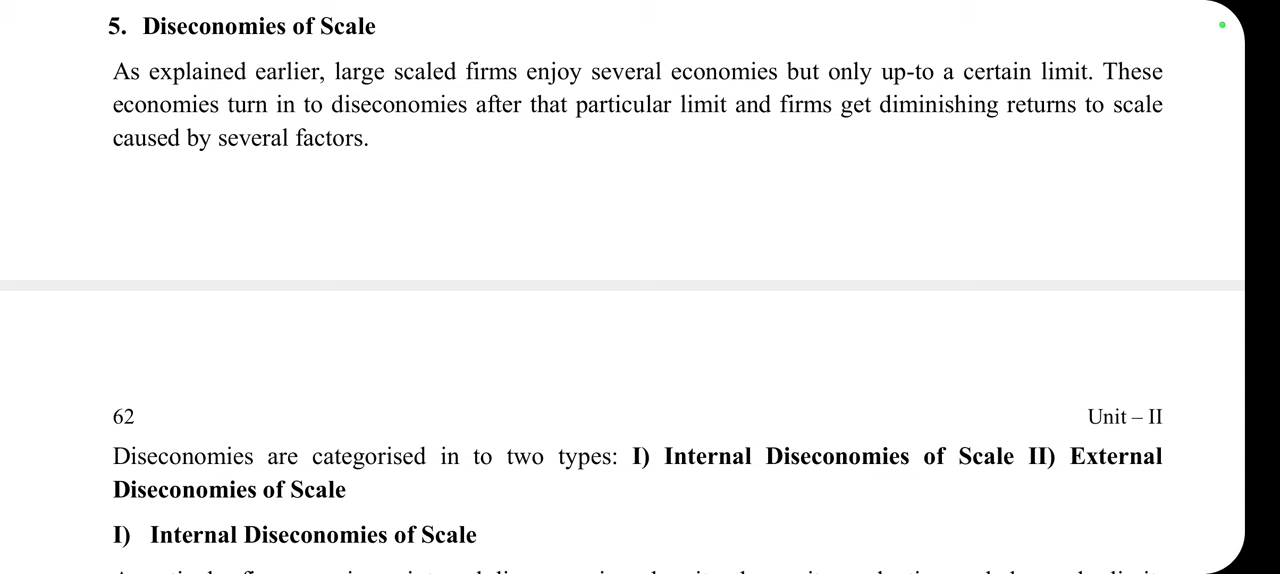 5. Diseconomies of Scale
As explained earlier, large scaled firms enjoy several economies but only up-to a certain limit. These
economies turn in to diseconomies after that particular limit and firms get diminishing returns to scale
caused by several factors.
62 Unit – II
Diseconomies are categorised in to two types: I) Internal Diseconomies of Scale II) External
Diseconomies of Scale
I) Internal Diseconomies of Scale